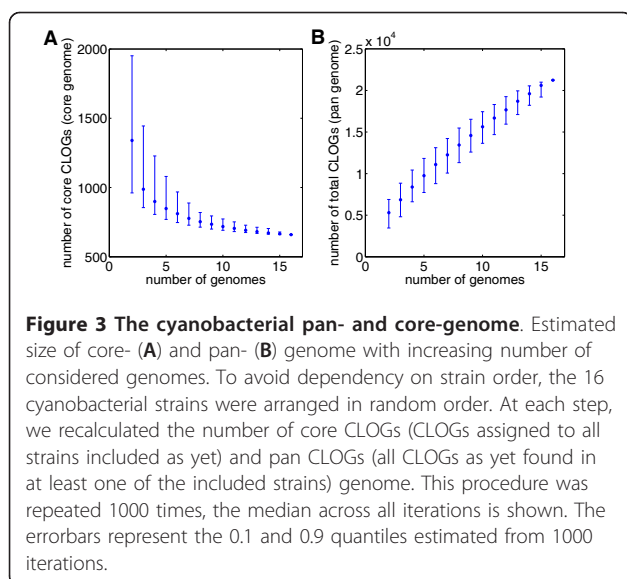 A
number of core CLOGs (core genome)
2000
1500
1000
500
0
5
10
15
number of genomes
B
x 10⁴
number of total CLOGs (pan genome)
2.5
2
1.5
1
0.5
0
0
5
10
15
number of genomes
Figure 3 The cyanobacterial pan- and core-genome. Estimated
size of core- (A) and pan- (B) genome with increasing number of
considered genomes. To avoid dependency on strain order, the 16
cyanobacterial strains were arranged in random order. At each step,
we recalculated the number of core CLOGs (CLOGs assigned to all
strains included as yet) and pan CLOGs (all CLOGs as yet found in
at least one of the included strains) genome. This procedure was
repeated 1000 times, the median across all iterations is shown. The
errorbars represent the 0.1 and 0.9 quantiles estimated from 1000
iterations.